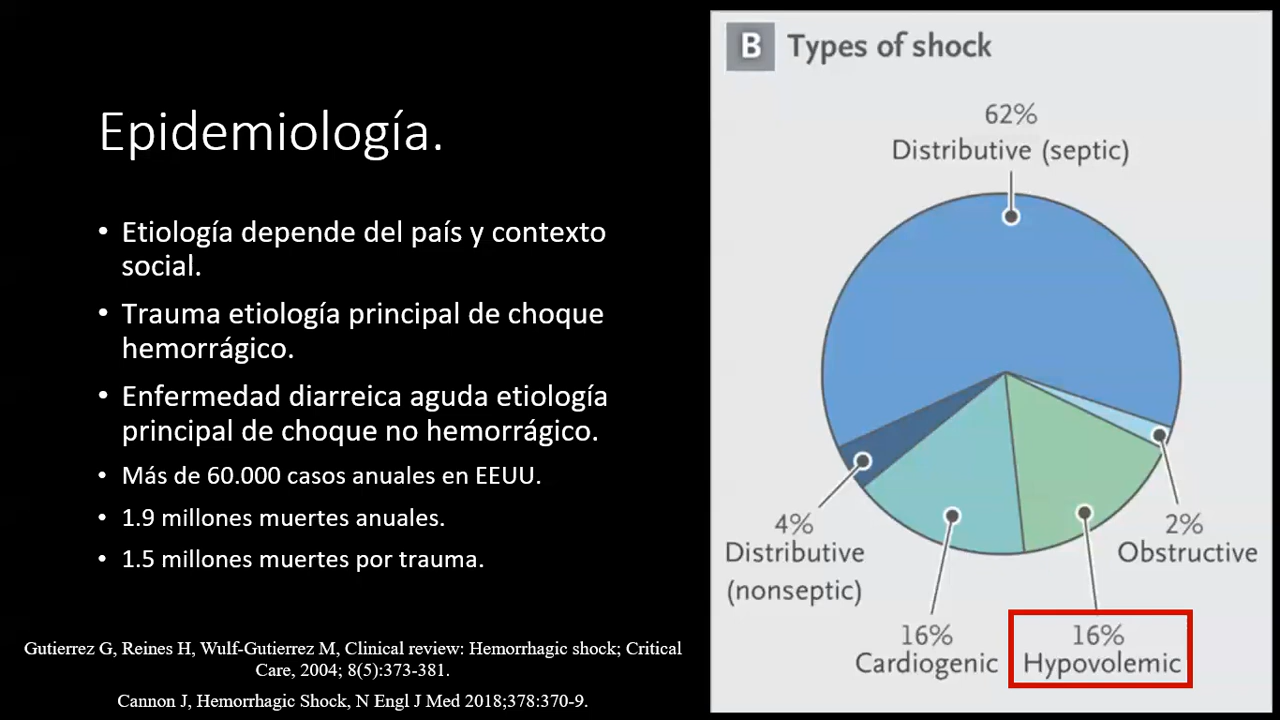 Epidemiología.
• Etiología depende del país y contexto
social.
• Trauma etiología principal de choque
hemorrágico.
• Enfermedad diarreica aguda etiología
principal de choque no hemorrágico.
• Más de 60.000 casos anuales en EEUU.
• 1.9 millones muertes anuales.
• 1.5 millones muertes por trauma.
Gutierrez G, Reines H, Wulf-Gutierrez M, Clinical review: Hemorrhagic shock; Critical
Care, 2004; 8(5):373-381.
Cannon J, Hemorrhagic Shock, N Engl J Med 2018;378:370-9.
B Types of shock
62%
Distributive (septic)
4%
Distributive
(nonseptic)
16%
Cardiogenic
16%
Hypovolemic
2%
Obstructive